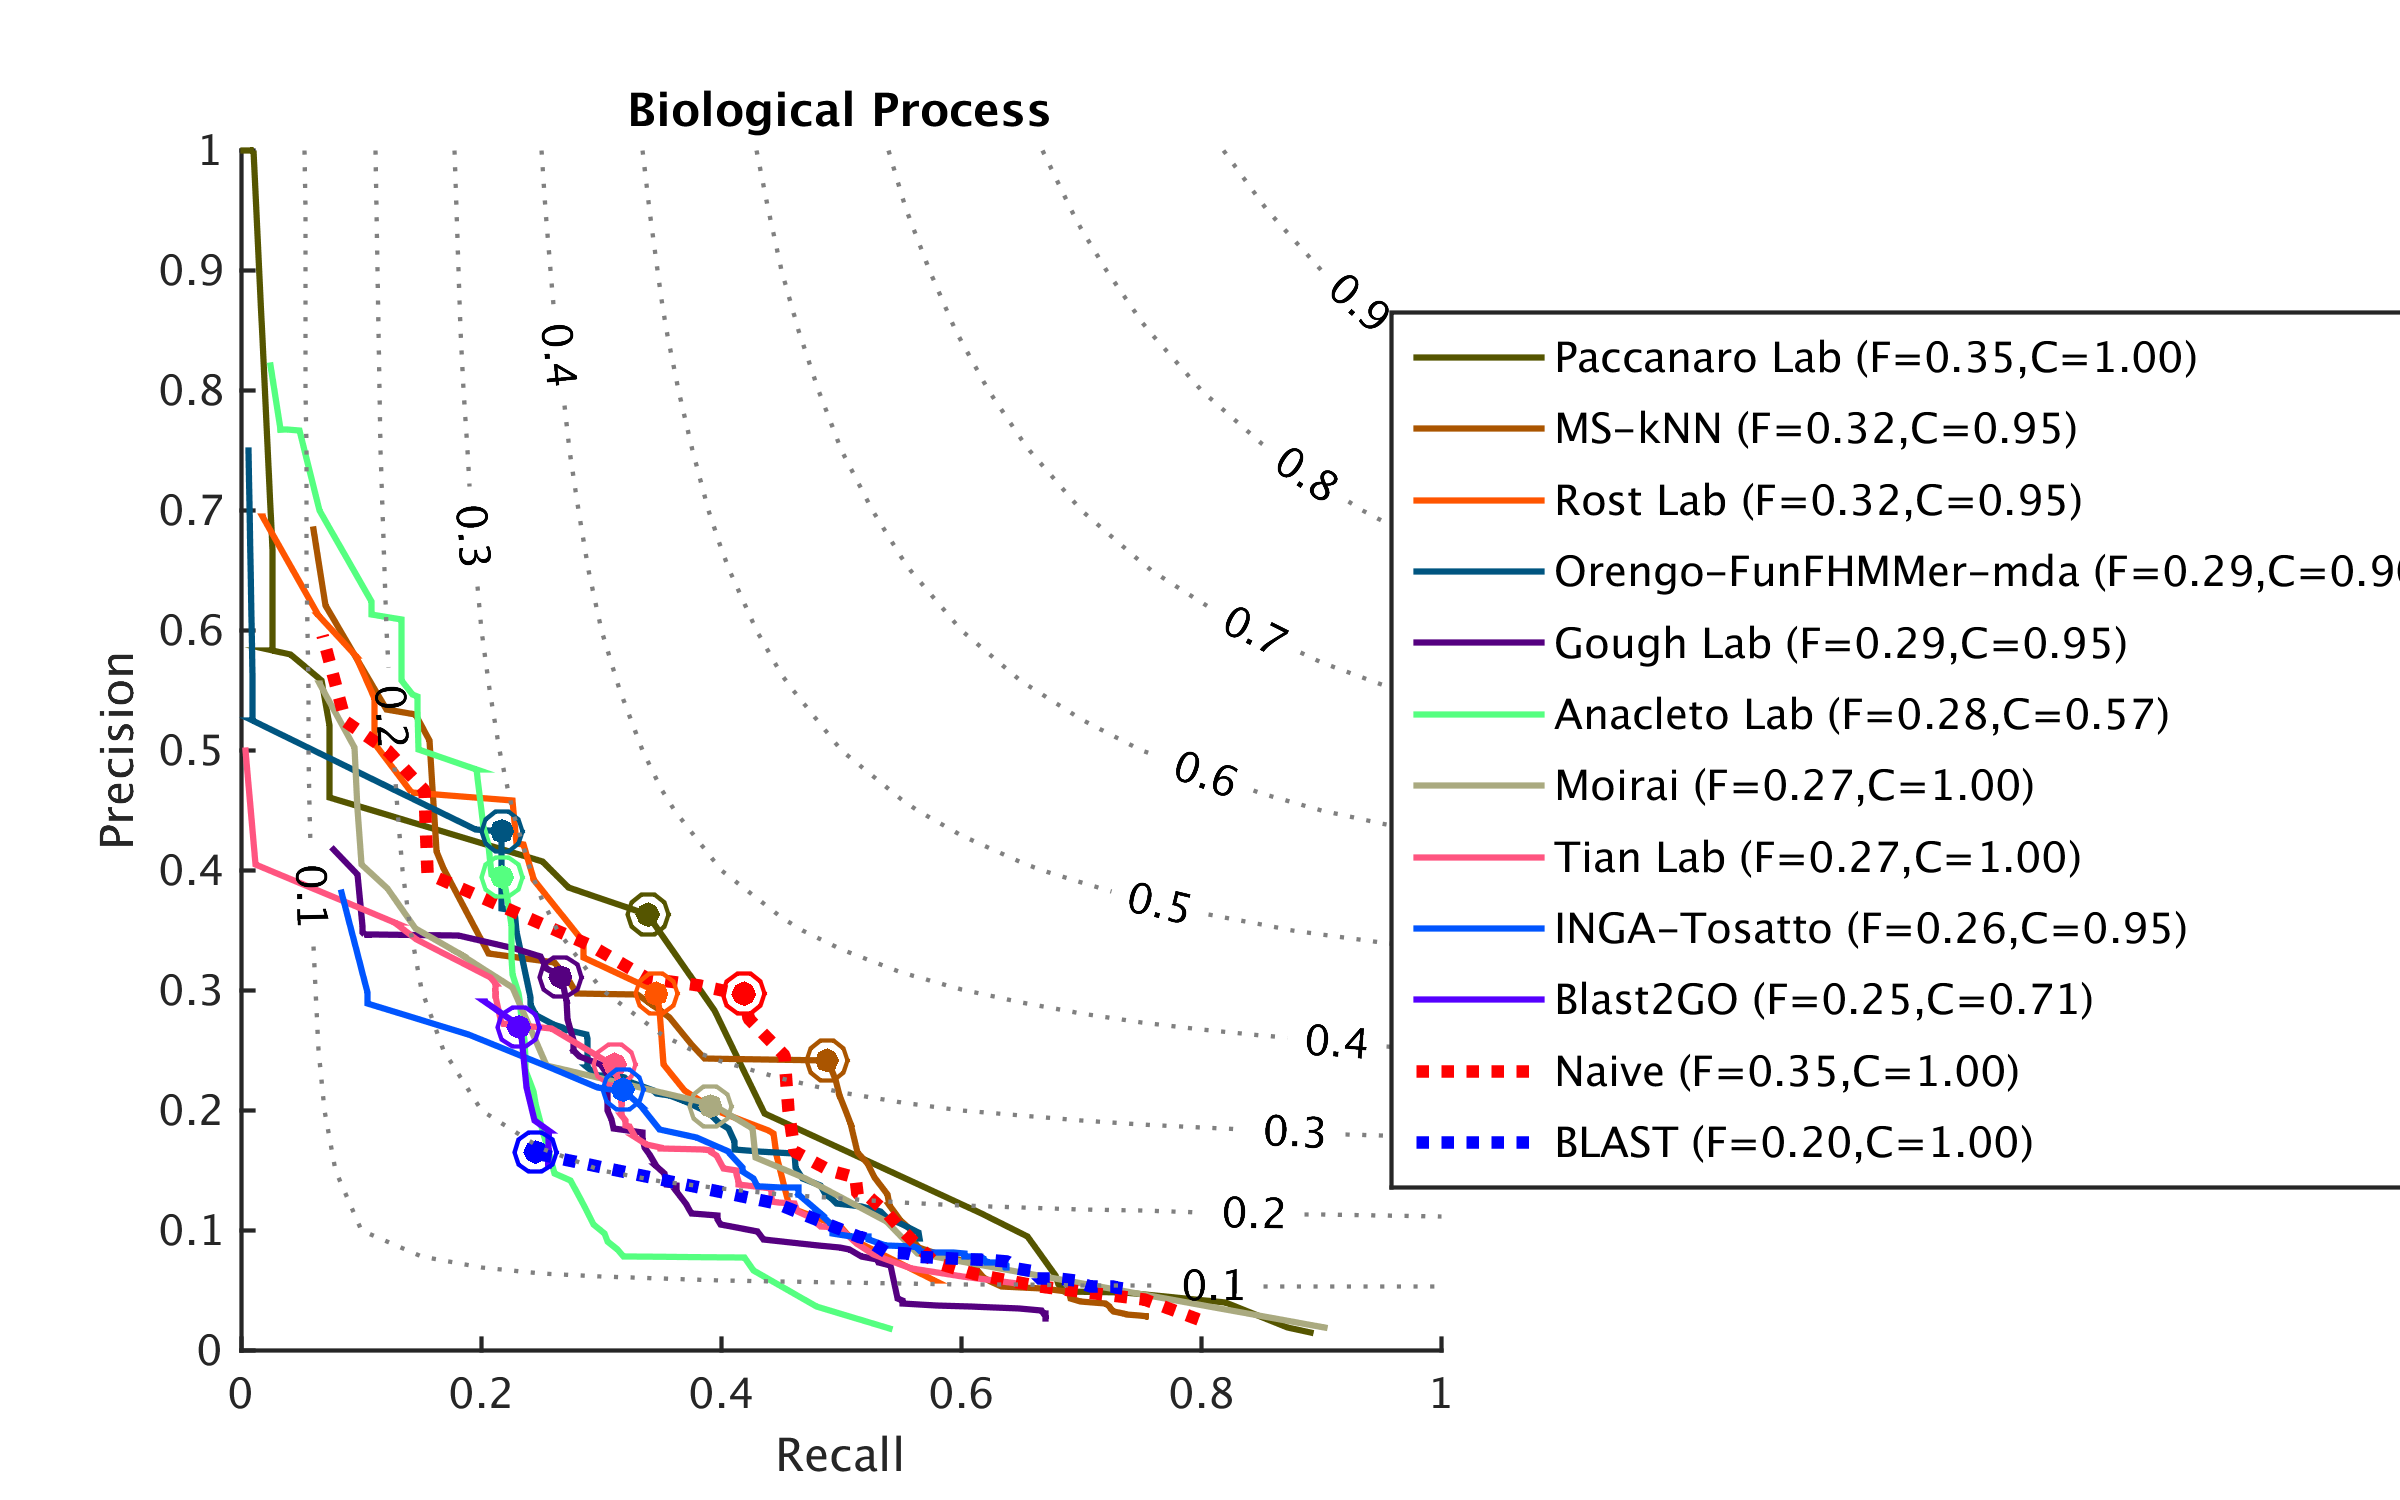 Biological Process
1
0.9
0.8
0.7
0.6
0.5
0.4
0.3
0.2
0.1
0
Precision
0
0.2
0.4
0.6
0.8
1
Recall
0.4
0.3
0.2
0.1
0.9
0.8
0.7
0.6
0.5
0.4
0.3
0.2
0.1
Paccanaro Lab (F=0.35,C=1.00)
MS-kNN (F=0.32,C=0.95)
Rost Lab (F=0.32,C=0.95)
Orengo-FunFHMMer-mda (F=0.29,C=0.9
Gough Lab (F=0.29,C=0.95)
Anacleto Lab (F=0.28,C=0.57)
Moirai (F=0.27,C=1.00)
Tian Lab (F=0.27,C=1.00)
INGA-Tosatto (F=0.26,C=0.95)
Blast2GO (F=0.25,C=0.71)
Naive (F=0.35,C=1.00)
BLAST (F=0.20,C=1.00)